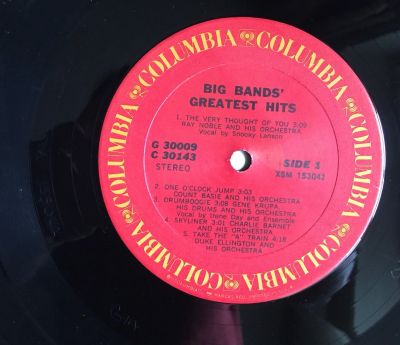 COLUMBIA COLUMBIA COLUMBIA COLUMBIA COLUMBIA COLUMBIA
BIG BANDS'
GREATEST HITS
1. THE VERY THOUGHT OF YOU 3:09
RAY NOBLE AND HIS ORCHESTRA
Vocal by Snooky Lanson
G 30009
C 30143
STEREO
SIDE 1
XSM 153042
2. ONE O'CLOCK JUMP 3:03
COUNT BASIE AND HIS ORCHESTRA
3. DRUMBOOGIE 3:08 GENE KRUPA
HIS DRUMS AND HIS ORCHESTRA
Vocal by Irene Day and Ensemble
4. SKYLINER 3:01 CHARLIE BARNET
AND HIS ORCHESTRA
5. TAKE THE "A" TRAIN 4:18
DUKE ELLINGTON AND
HIS ORCHESTRA